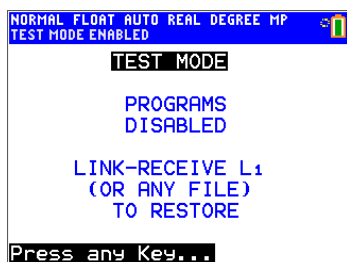 NORMAL FLOAT AUTO REAL DEGREE MP
TEST MODE ENABLED
TEST MODE
PROGRAMS
DISABLED
LINK-RECEIVE L₁
(OR ANY FILE)
TO RESTORE
Press any Key...